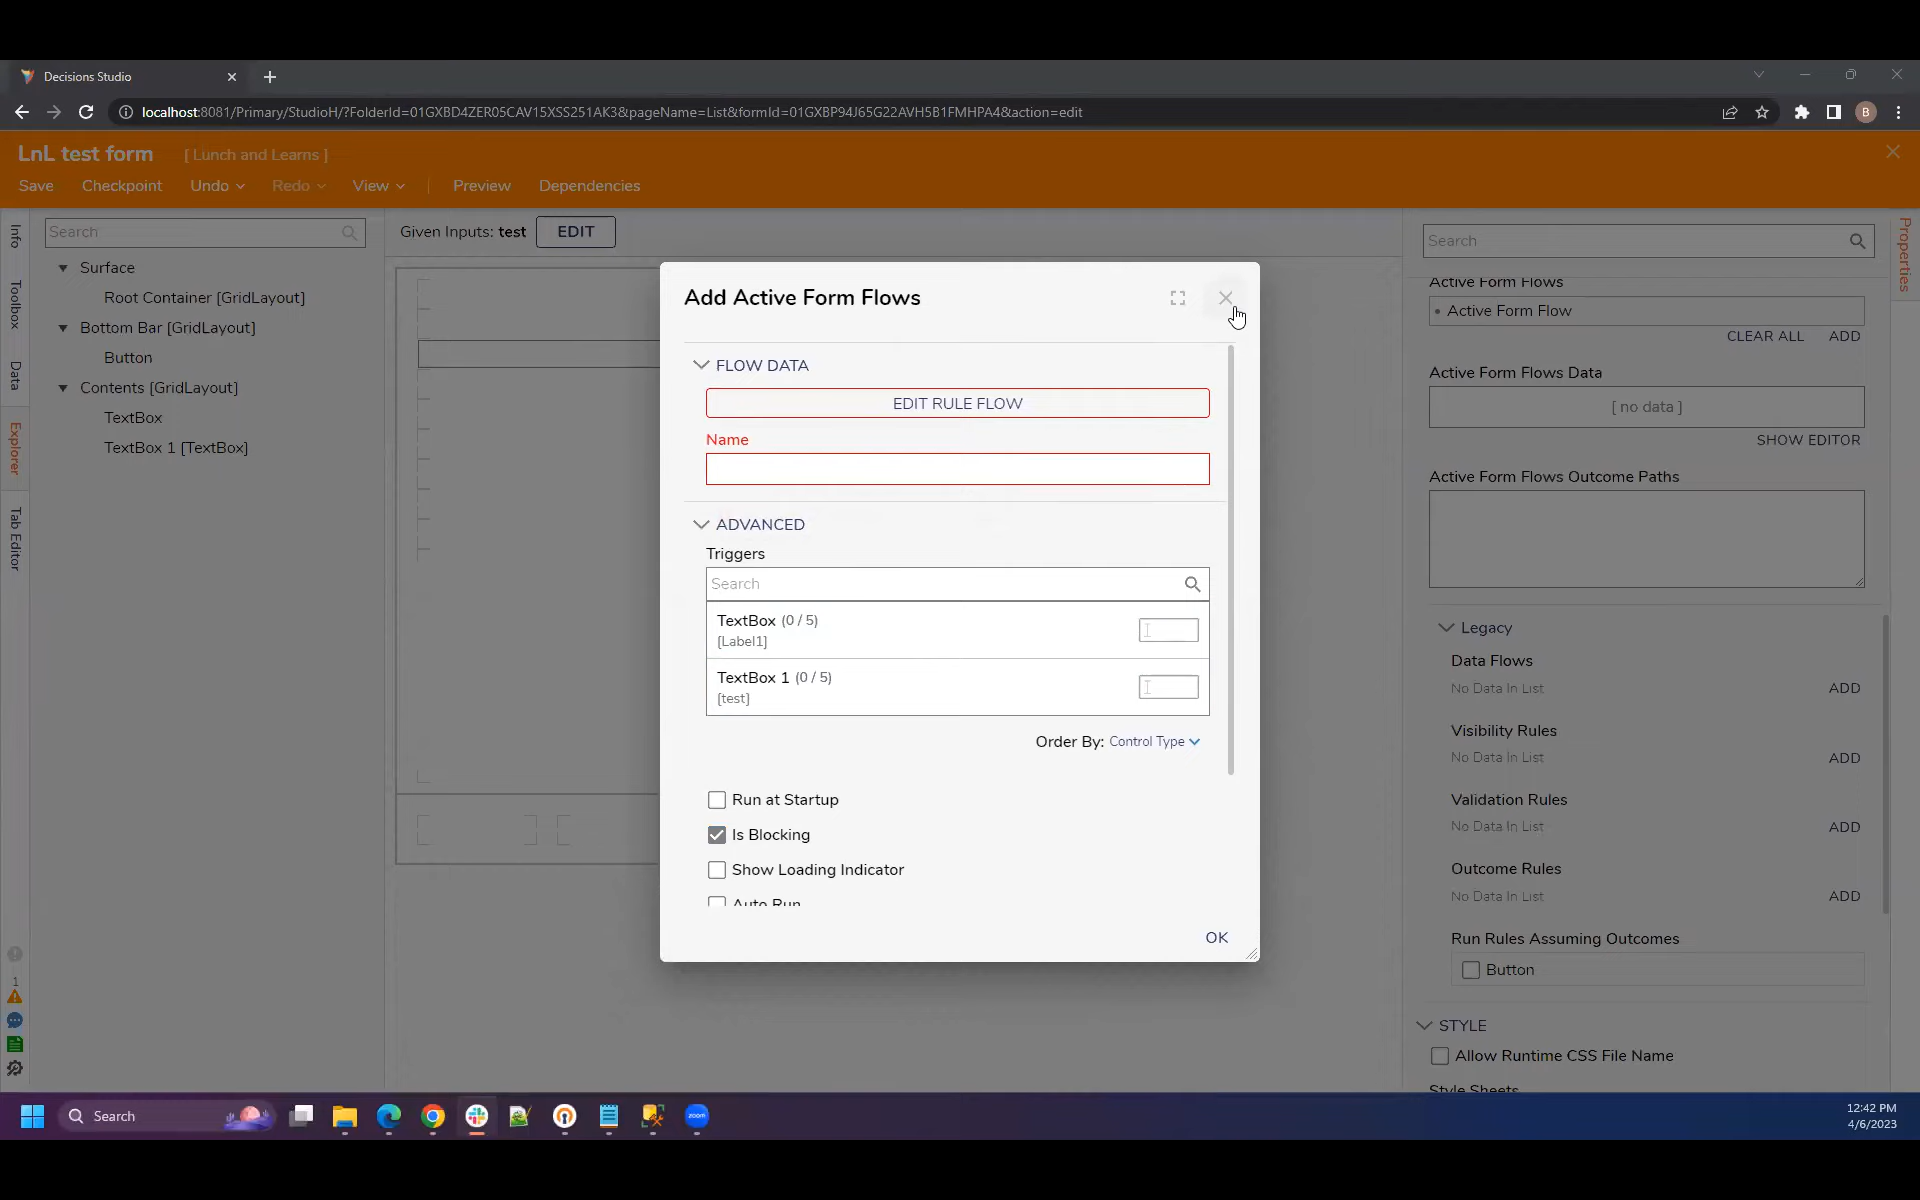 Decisions Studio
localhost:8081/Primary/StudioH/?FolderId=01GXBD4ZER05CAV15XSS251AK3&pageName=List&formId=01GXBP94J65G22AVH5B1FMHPA4&action=edit
B
LnL test form [ Lunch and Learns ]
Save Checkpoint Undo Redo View Preview Dependencies
Info
Toolbox
Data
Explorer
Tab Editor
1
Search
Surface
Root Container [GridLayout]
Bottom Bar [GridLayout]
Button
Contents [GridLayout]
TextBox
TextBox 1 [TextBox]
Given Inputs: test EDIT
Add Active Form Flows
FLOW DATA
EDIT RULE FLOW
Name
ADVANCED
Triggers
Search
TextBox (0 / 5)
[Label1]
TextBox 1 (0 / 5)
[test]
Order By: Control Type
Run at Startup
Is Blocking
Show Loading Indicator
Auto Run
OK
Properties
Search
Active Form Flows
Active Form Flow
CLEAR ALL ADD
Active Form Flows Data
[ no data ]
SHOW EDITOR
Active Form Flows Outcome Paths
Legacy
Data Flows
No Data In List ADD
Visibility Rules
No Data In List ADD
Validation Rules
No Data In List ADD
Outcome Rules
No Data In List ADD
Run Rules Assuming Outcomes
Button
STYLE
Allow Runtime CSS File Name
Style Sheets
Search
zoom
12:42 PM
4/6/2023